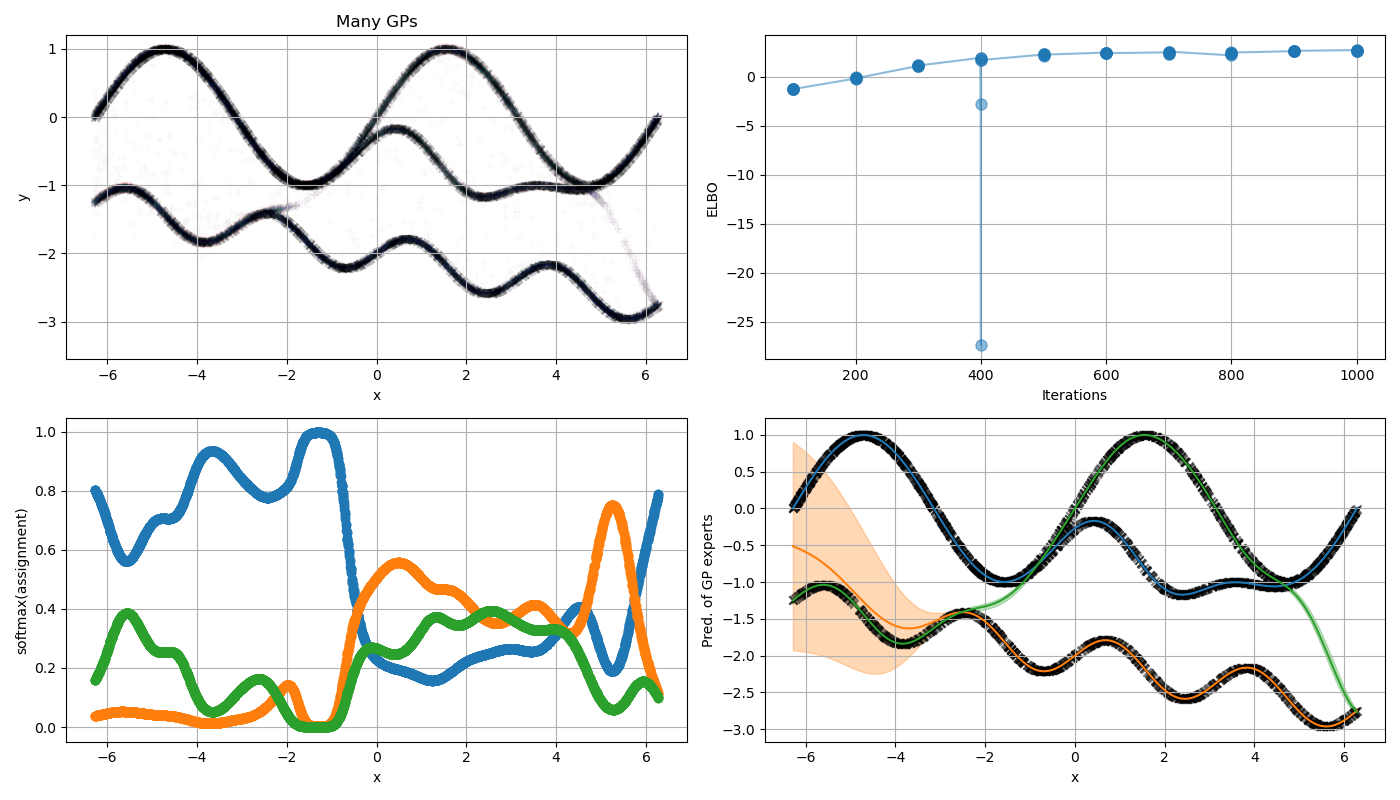 Many GPs
1
0
−1
−2
−3
y
−6 −4 −2 0 2 4 6
x
0
−5
−10
−15
−20
−25
ELBO
200 400 600 800 1000
Iterations
1.0
0.8
0.6
0.4
0.2
0.0
softmax(assignment)
−6 −4 −2 0 2 4 6
x
1.0
0.5
0.0
−0.5
−1.0
−1.5
−2.0
−2.5
−3.0
Pred. of GP experts
−6 −4 −2 0 2 4 6
x